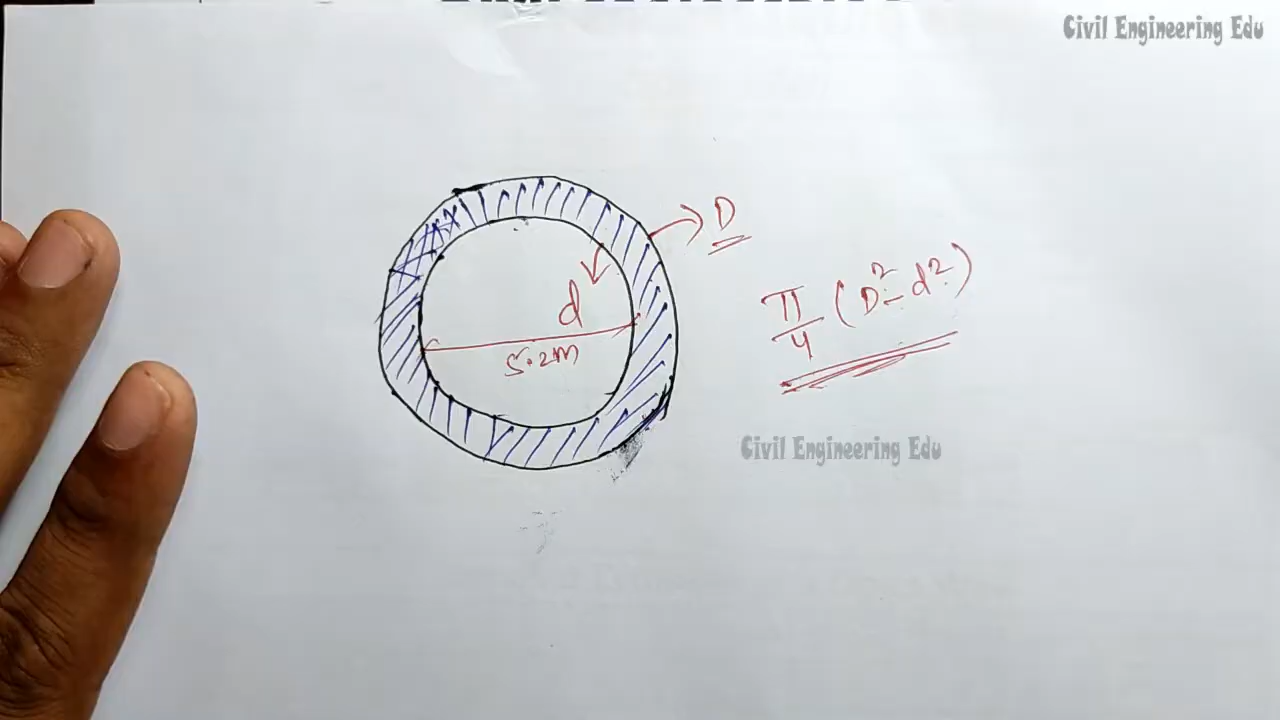 Civil Engineering Edu
D
π/4 (D²-d²)
d
5.2m
Civil Engineering Edu